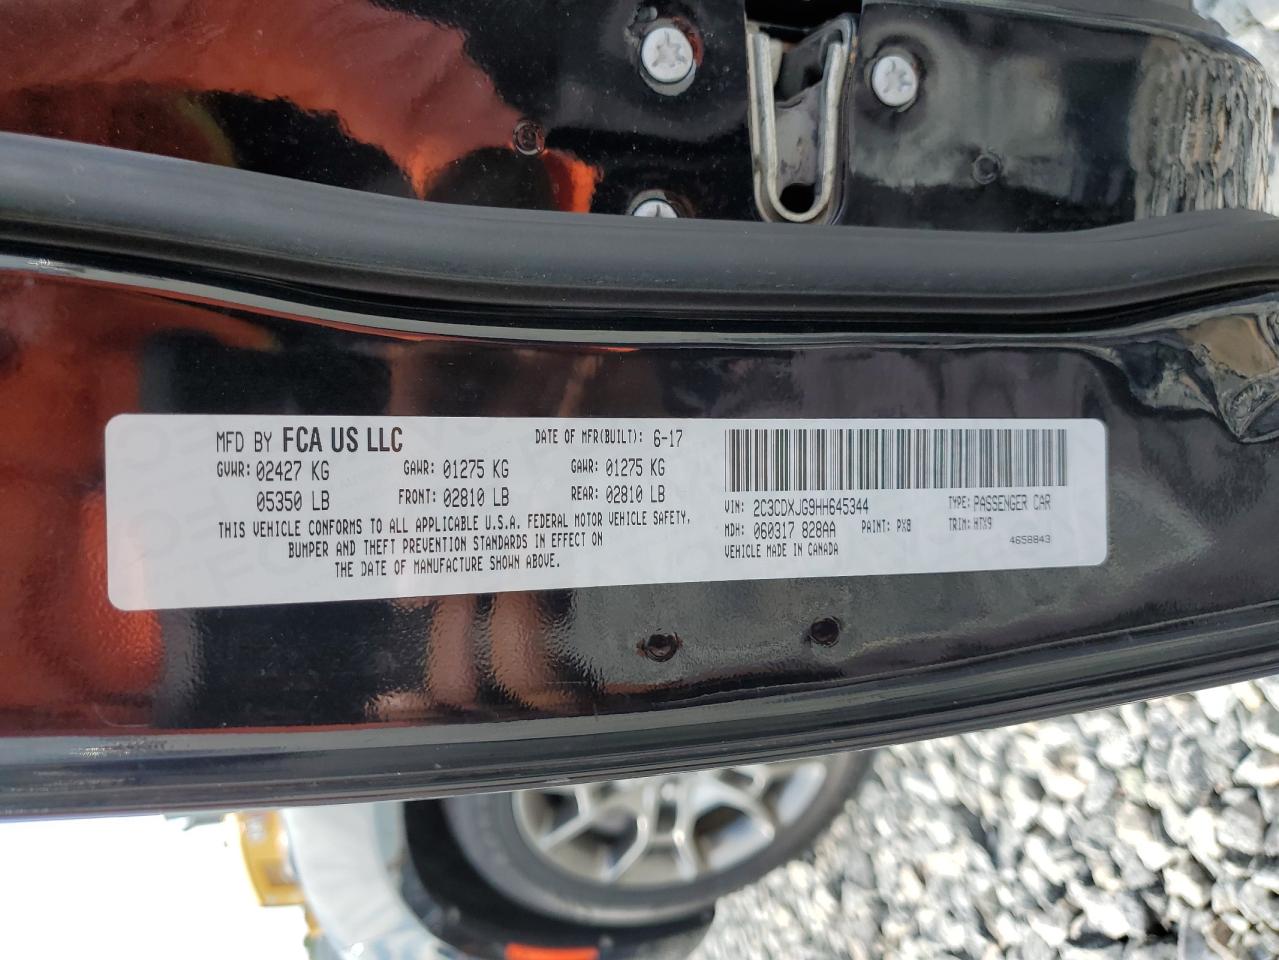 MFD BY FCA US LLC DATE OF MFR(BUILT): 6-17
GVWR: 02427 KG GAWR: 01275 KG GAWR: 01275 KG
05350 LB FRONT: 02810 LB REAR: 02810 LB
THIS VEHICLE CONFORMS TO ALL APPLICABLE U.S.A. FEDERAL MOTOR VEHICLE SAFETY,
BUMPER AND THEFT PREVENTION STANDARDS IN EFFECT ON
THE DATE OF MANUFACTURE SHOWN ABOVE.
VIN: 2C3CDXJG9HH645344 TYPE: PASSENGER CAR
MDH: 060317 828AA PAINT: PX8 TRIM: HTX9
VEHICLE MADE IN CANADA 4658843